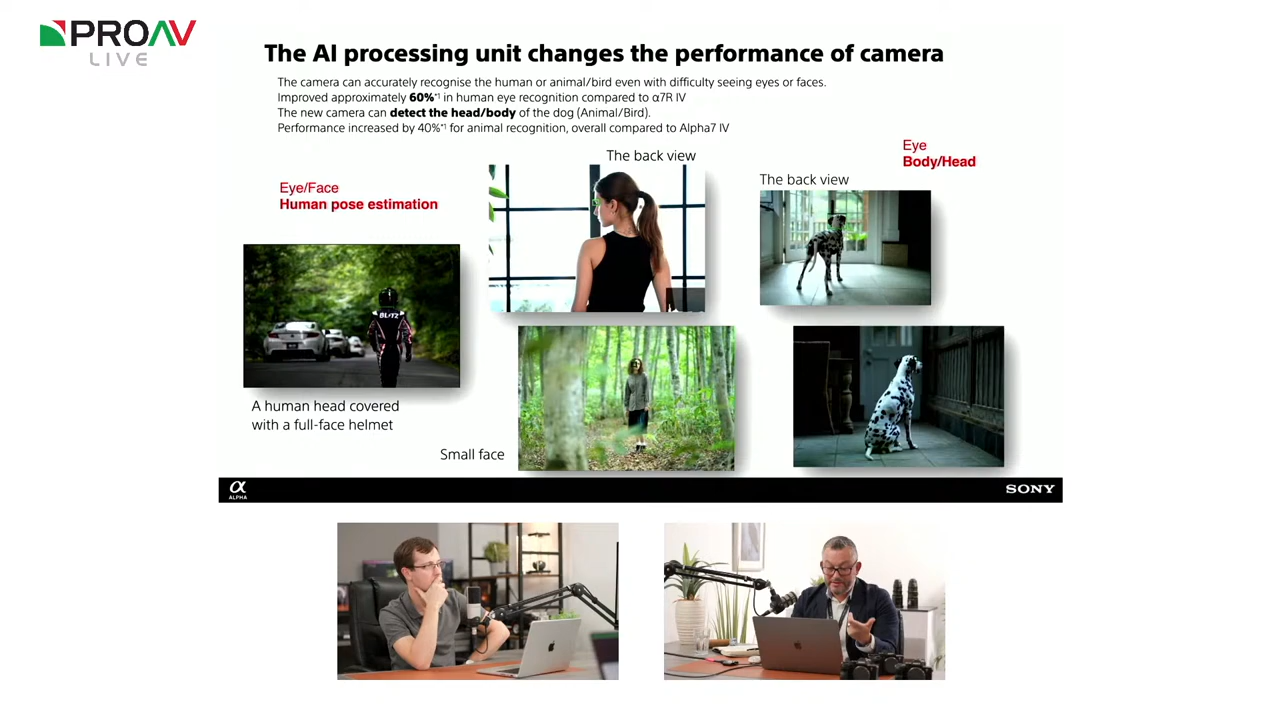 PROAV
LIVE
The AI processing unit changes the performance of camera
The camera can accurately recognise the human or animal/bird even with difficulty seeing eyes or faces.
Improved approximately 60%*1 in human eye recognition compared to α7R IV
The new camera can detect the head/body of the dog (Animal/Bird).
Performance increased by 40%*1 for animal recognition, overall compared to Alpha7 IV
Eye/Face
Human pose estimation
The back view
The back view
Eye
Body/Head
BLITZ
A human head covered
with a full-face helmet
Small face
α
ALPHA
SONY